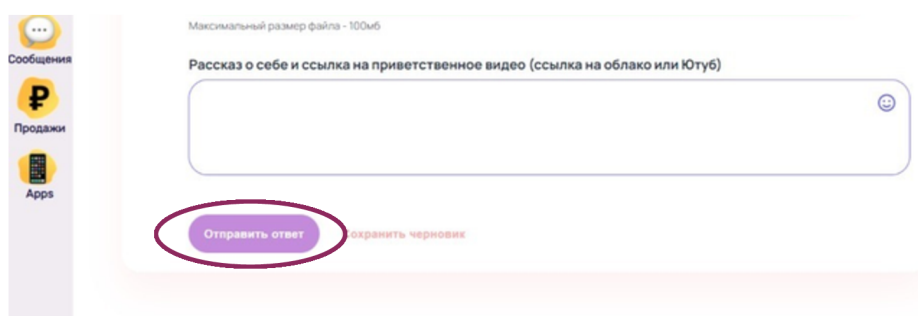 Максимальный размер файла - 100мб
Сообщения
Рассказ о себе и ссылка на приветственное видео (ссылка на облако или Ютуб)
Продажи
Apps
Отправить ответ
Сохранить черновик